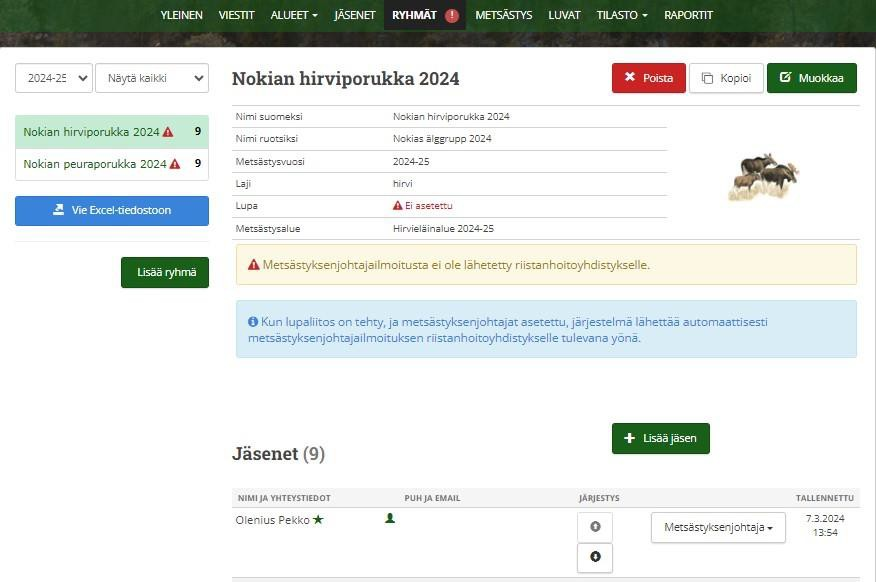 YLEINEN VIESTIT ALUEET JÄSENET RYHMÄT ! METSÄSTYS LUVAT TILASTO RAPORTIT
2024-25 Näytä kaikki
Nokian hirviporukka 2024 9
Nokian peuraporukka 2024 9
Vie Excel-tiedostoon
Lisää ryhmä
Nokian hirviporukka 2024
Poista Kopioi Muokkaa
Nimi suomeksi Nokian hirviporukka 2024
Nimi ruotsiksi Nokias älggrupp 2024
Metsästysvuosi 2024-25
Laji hirvi
Lupa Ei asetettu
Metsästysalue Hirvieläinalue 2024-25
Metsästyksenjohtajailmoitusta ei ole lähetetty riistanhoitoyhdistykselle.
Kun lupaliitos on tehty, ja metsästyksenjohtajat asetettu, järjestelmä lähettää automaattisesti
metsästyksenjohtajailmoituksen riistanhoitoyhdistykselle tulevana yönä.
Lisää jäsen
Jäsenet (9)
NIMI JA YHTEYSTIEDOT PUH JA EMAIL JÄRJESTYS TALLENNETTU
Olenius Pekko Metsästyksenjohtaja 7.3.2024
13:54